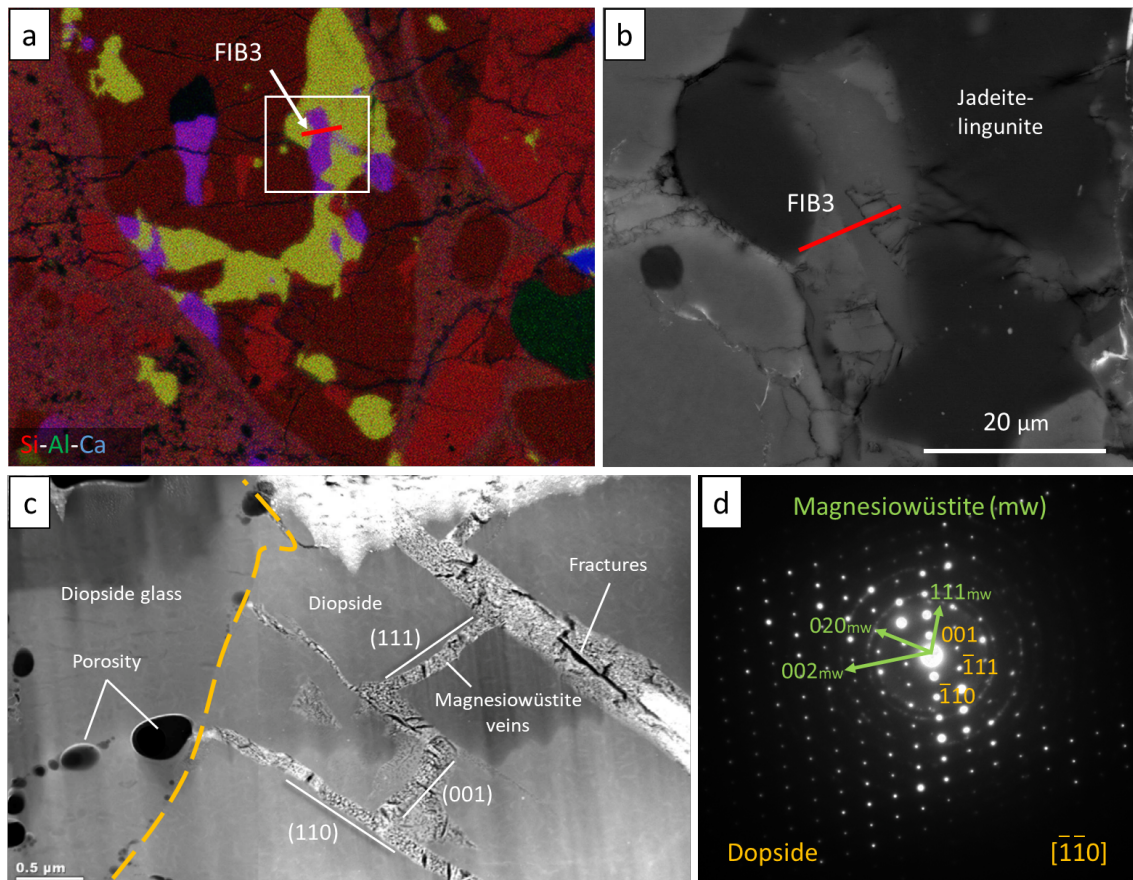 a
FIB3
Si-Al-Ca
b
Jadeite-
lingunite
FIB3
20 µm
c
Diopside glass
Diopside
Fractures
(111)
Porosity
Magnesiowüstite
veins
(001)
(110)
0.5 µm
d
Magnesiowüstite (mw)
111mw
020mw
001
002mw
1̅11
1̅10
Dopside
[1̅1̅0]